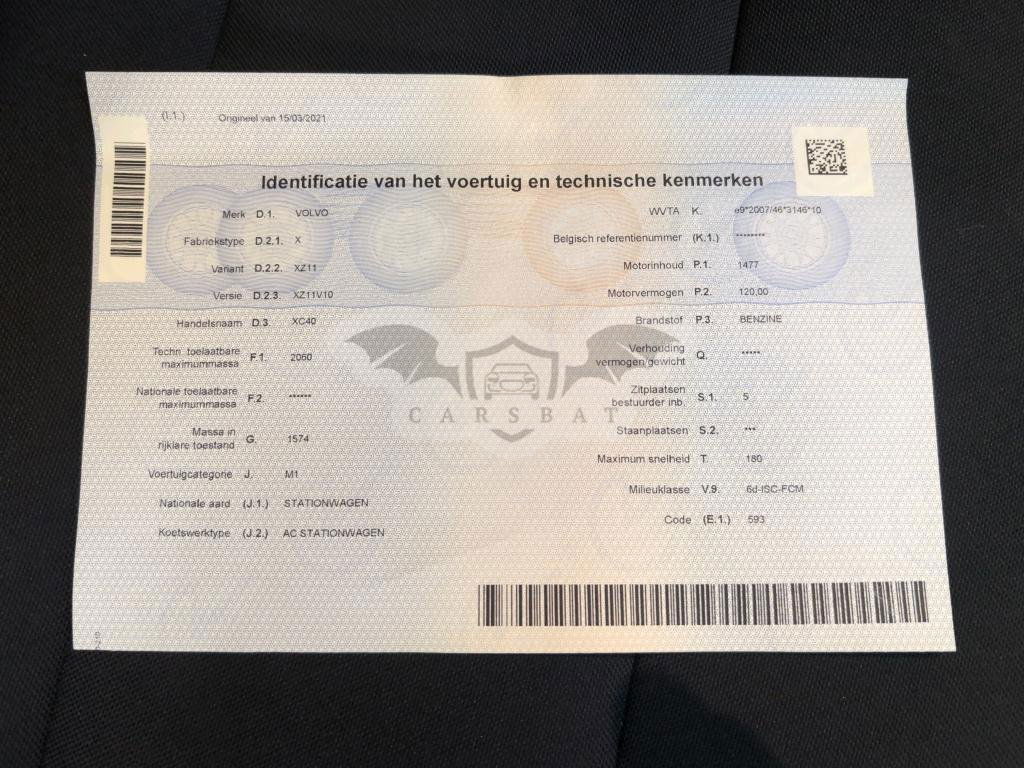 (I.1.) Origineel van 15/03/2021
Identificatie van het voertuig en technische kenmerken
Merk D.1. VOLVO
Fabriekstype D.2.1. X
Variant D.2.2. XZ11
Versie D.2.3. XZ11V10
Handelsnaam D.3. XC40
Techn. toelaatbare
maximummassa F.1. 2060
Nationale toelaatbare
maximummassa F.2. ******
Massa in
rijklare toestand G. 1574
Voertuigcategorie J. M1
Nationale aard (J.1.) STATIONWAGEN
Koetswerktype (J.2.) AC STATIONWAGEN
WVTA K. e9*2007/46*3146*10
Belgisch referentienummer (K.1.) ********
Motorinhoud P.1. 1477
Motorvermogen P.2. 120,00
Brandstof P.3. BENZINE
Verhouding
vermogen/gewicht Q. *****
Zitplaatsen
bestuurder inb. S.1. 5
Staanplaatsen S.2. ***
Maximum snelheid T. 180
Milieuklasse V.9. 6d-ISC-FCM
Code (E.1.) 593
CARSBAT